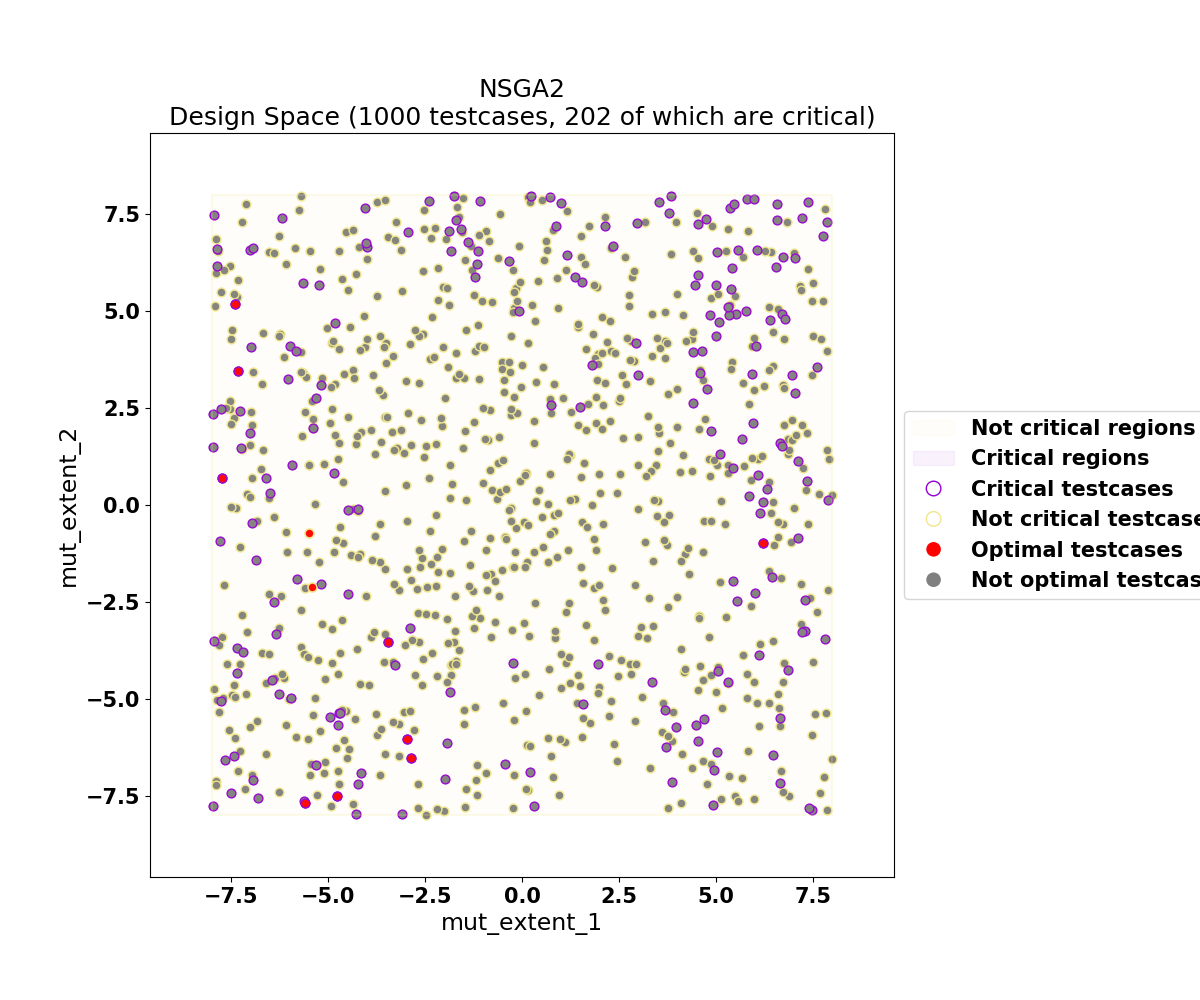 NSGA2
Design Space (1000 testcases, 202 of which are critical)
mut_extent_2
7.5
5.0
2.5
0.0
−2.5
−5.0
−7.5
−7.5 −5.0 −2.5 0.0 2.5 5.0 7.5
mut_extent_1
Not critical regions
Critical regions
Critical testcases
Not critical testcase
Optimal testcases
Not optimal testcas